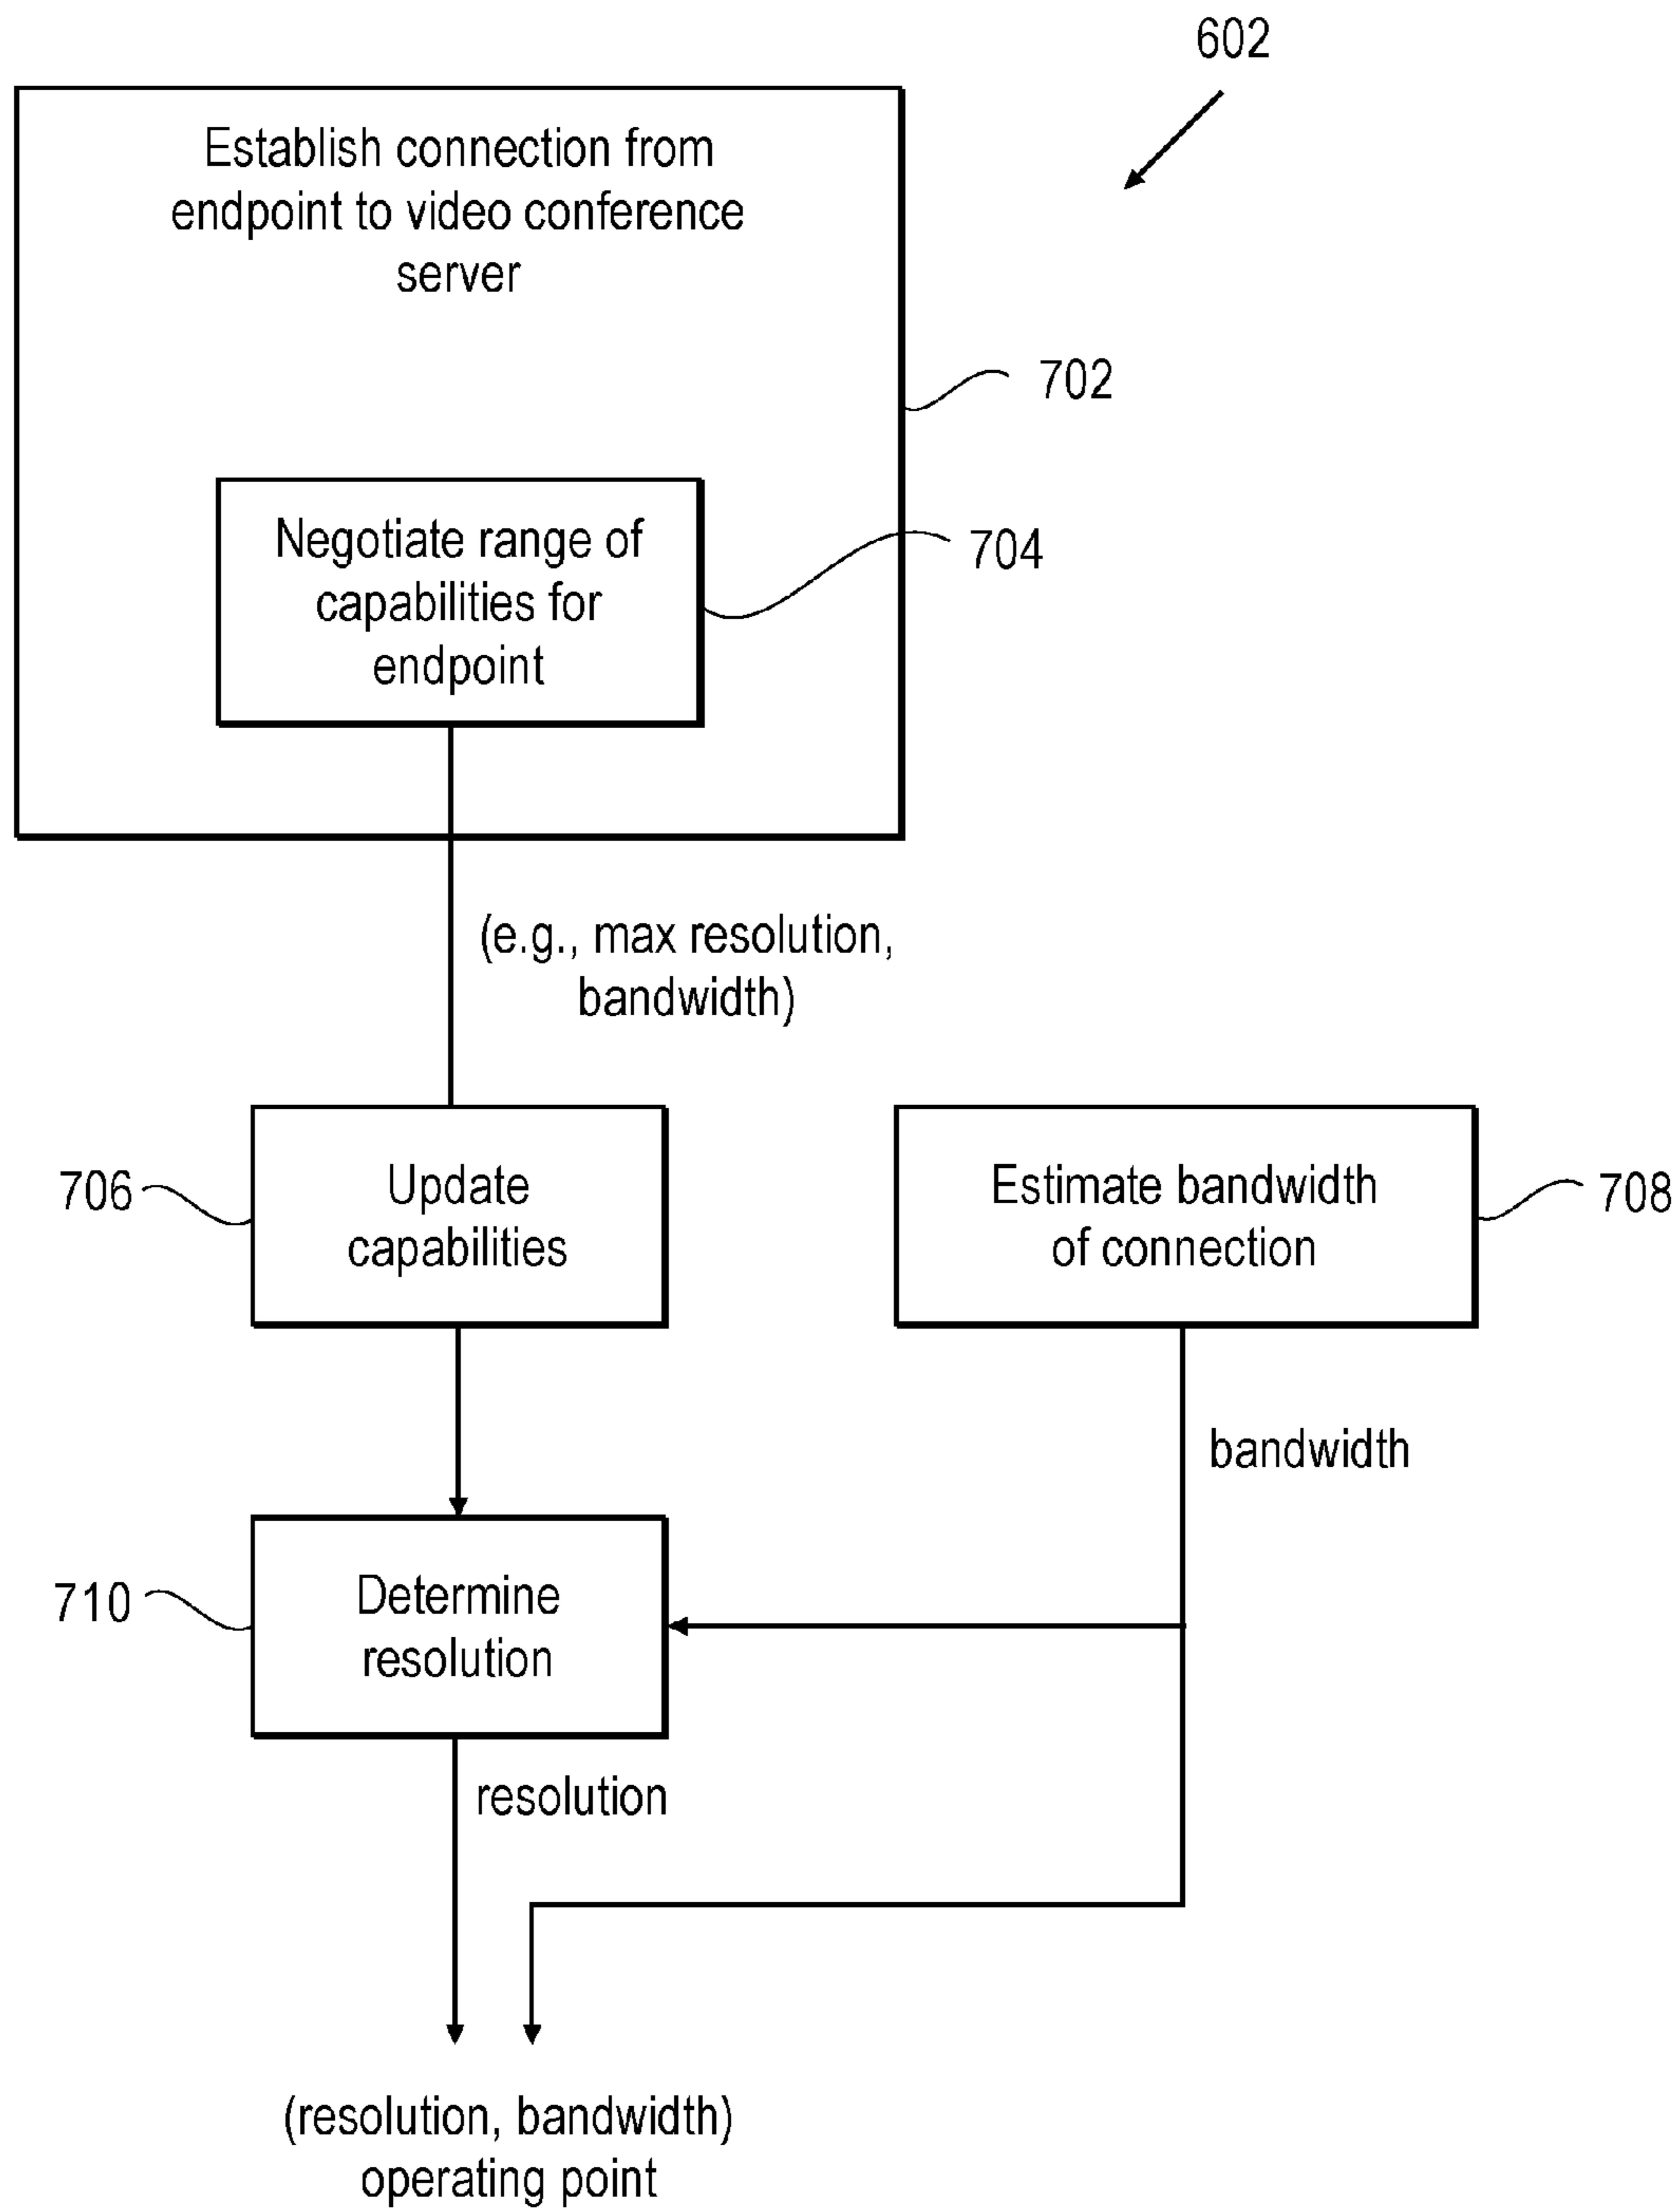 602
Establish connection from
endpoint to video conference
server
702
Negotiate range of
capabilities for
endpoint
704
(e.g., max resolution,
bandwidth)
706
Update
capabilities
Estimate bandwidth
of connection
708
bandwidth
710
Determine
resolution
resolution
(resolution, bandwidth)
operating point